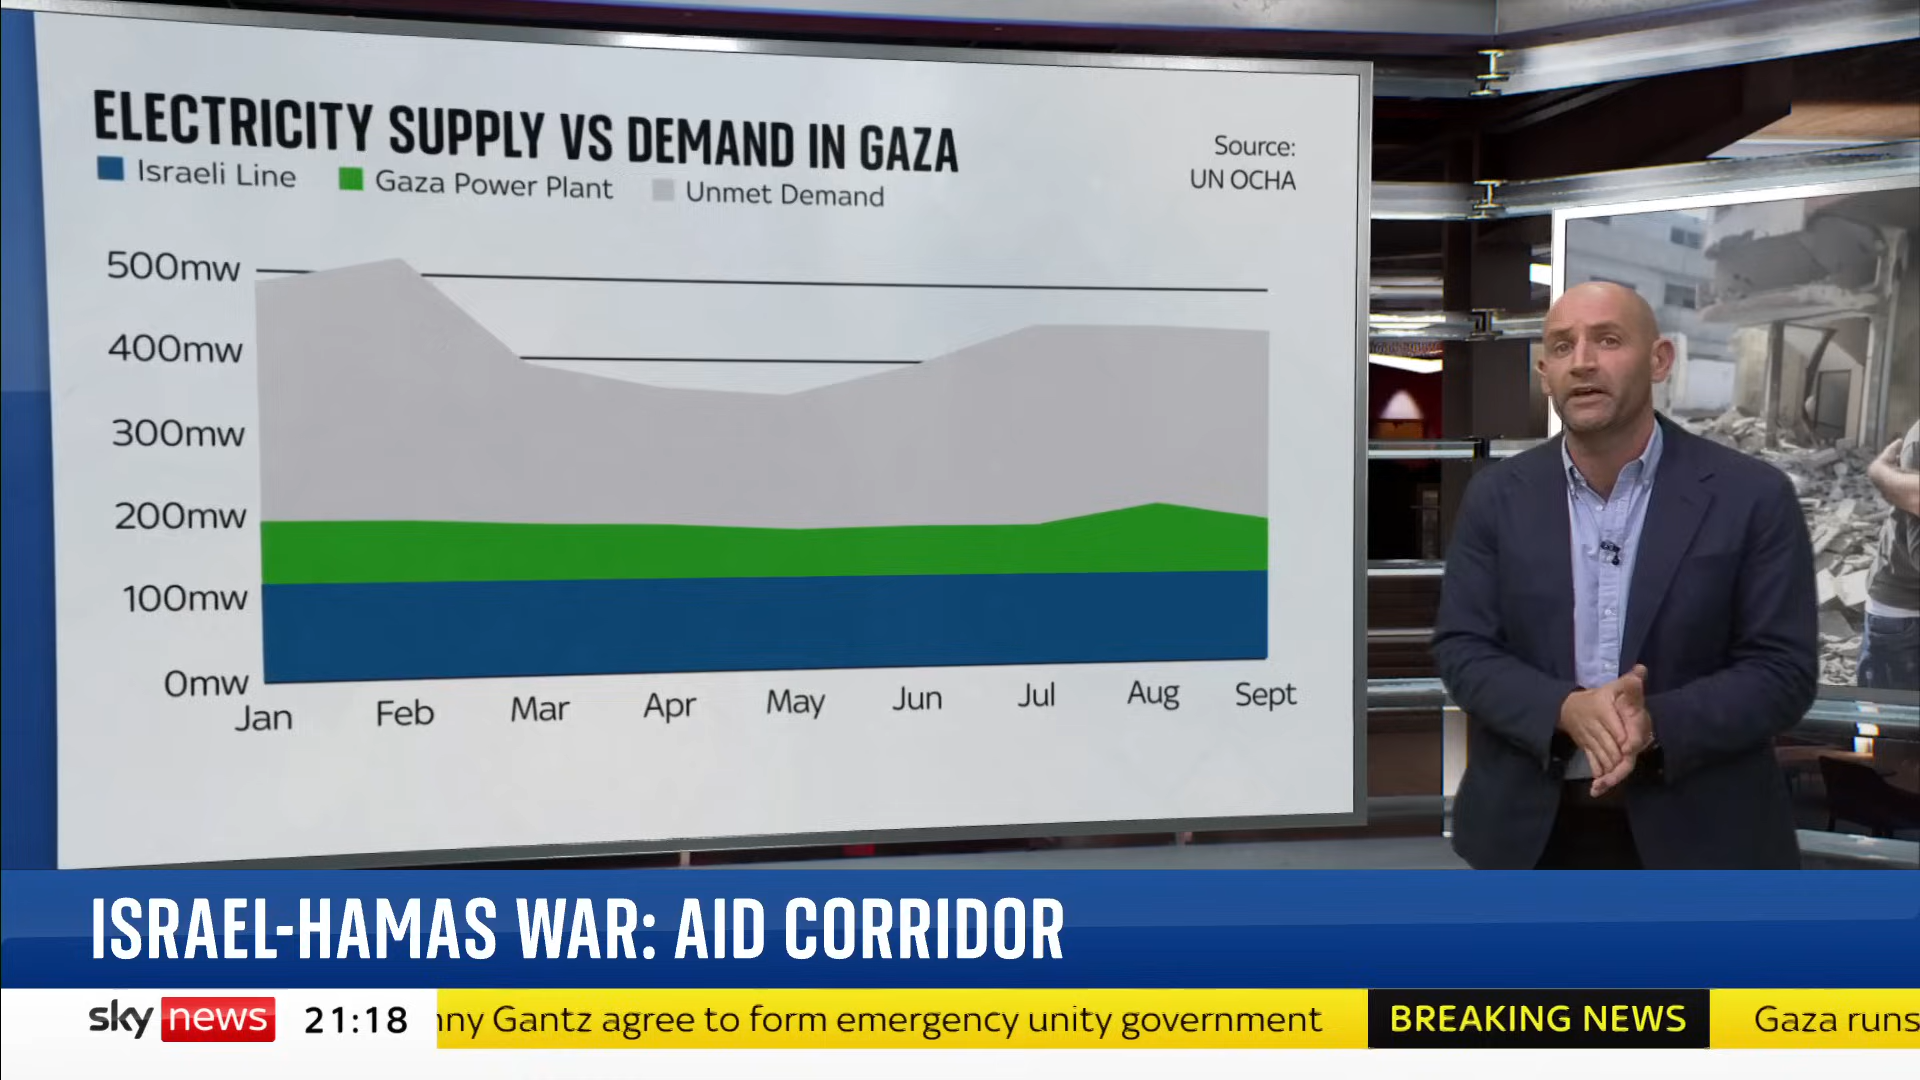 ELECTRICITY SUPPLY VS DEMAND IN GAZA
Israeli Line Gaza Power Plant Unmet Demand
Source:
UN OCHA
500mw
400mw
300mw
200mw
100mw
0mw
Jan Feb Mar Apr May Jun Jul Aug Sept
ISRAEL-HAMAS WAR: AID CORRIDOR
sky news 21:18 Gantz agree to form emergency unity government BREAKING NEWS Gaza runs